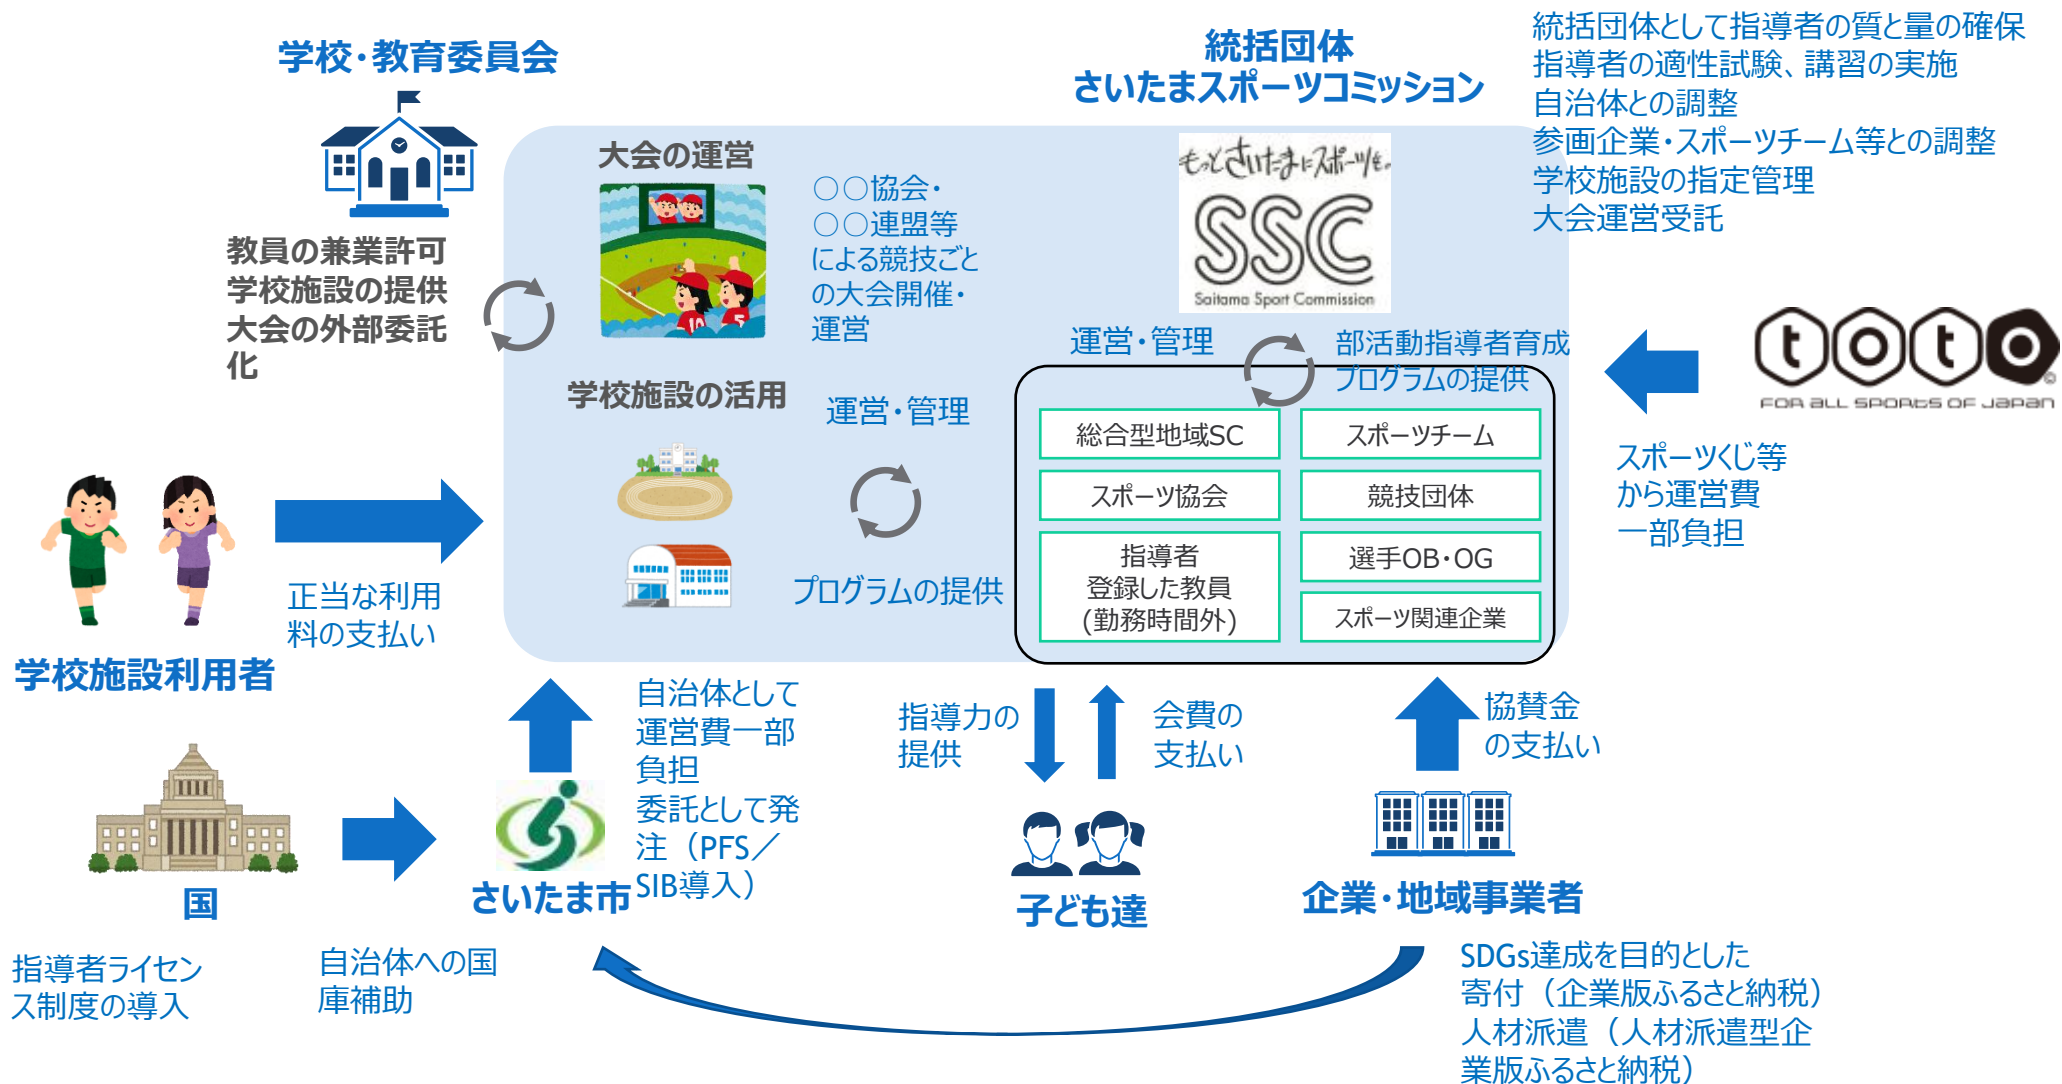 学校・教育委員会
教員の兼業許可
学校施設の提供
大会の外部委託
化
統括団体
さいたまスポーツコミッション
統括団体として指導者の質と量の確保
指導者の適性試験、講習の実施
自治体との調整
参画企業・スポーツチーム等との調整
学校施設の指定管理
大会運営受託
大会の運営
○○協会・
○○連盟等
による競技ごと
の大会開催・
運営
もっとさいたまにスポーツを。
SSC
Saitama Sport Commission
運営・管理
部活動指導者育成
プログラムの提供
学校施設の活用
運営・管理
プログラムの提供
総合型地域SC
スポーツチーム
スポーツ協会
競技団体
指導者
登録した教員
(勤務時間外)
選手OB・OG
スポーツ関連企業
toto
FOR ALL SPORTS OF JAPAN
スポーツくじ等
から運営費
一部負担
正当な利用
料の支払い
学校施設利用者
自治体として
運営費一部
負担
委託として発
注（PFS／
SIB導入）
指導力の
提供
会費の
支払い
協賛金
の支払い
国
さいたま市
子ども達
企業・地域事業者
指導者ライセン
ス制度の導入
自治体への国
庫補助
SDGs達成を目的とした
寄付（企業版ふるさと納税）
人材派遣（人材派遣型企
業版ふるさと納税）
10
5